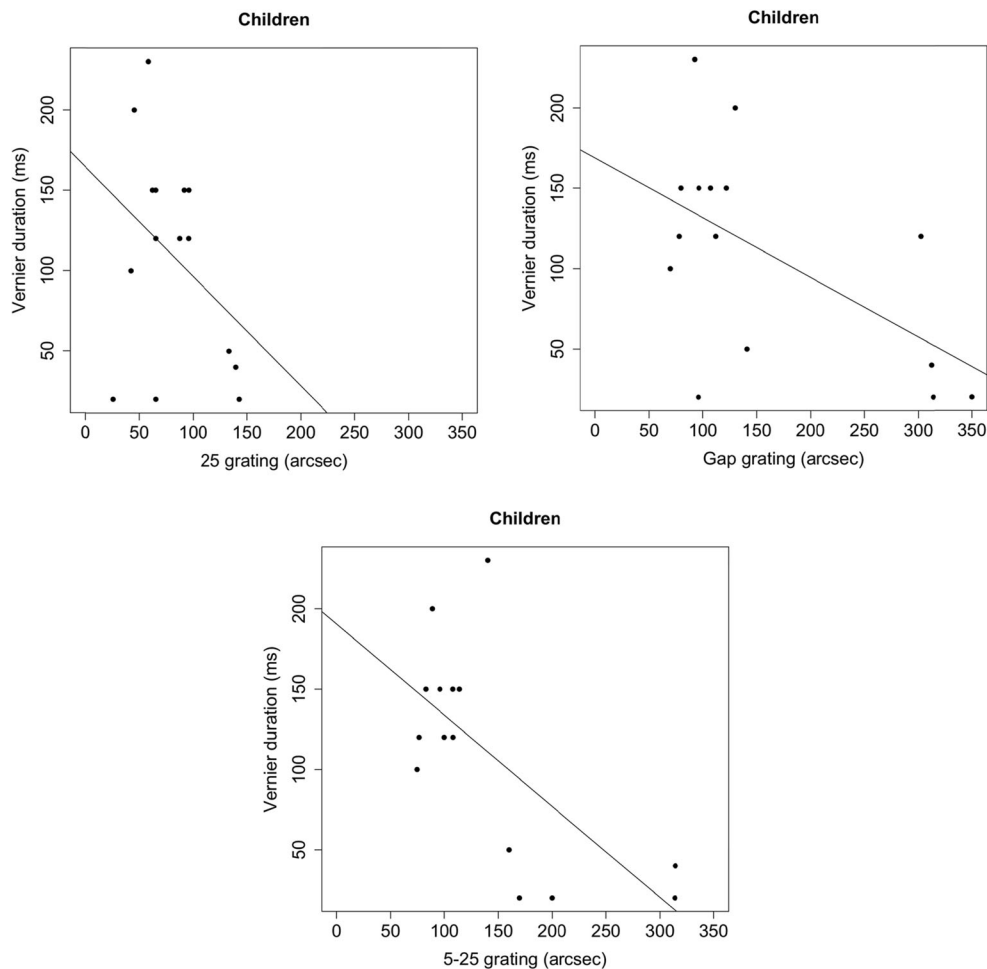 Children
Vernier duration (ms)
200
150
100
50
0 50 100 150 200 250 300 350
25 grating (arcsec)
Children
Vernier duration (ms)
200
150
100
50
0 50 100 150 200 250 300 350
Gap grating (arcsec)
Children
Vernier duration (ms)
200
150
100
50
0 50 100 150 200 250 300 350
5-25 grating (arcsec)